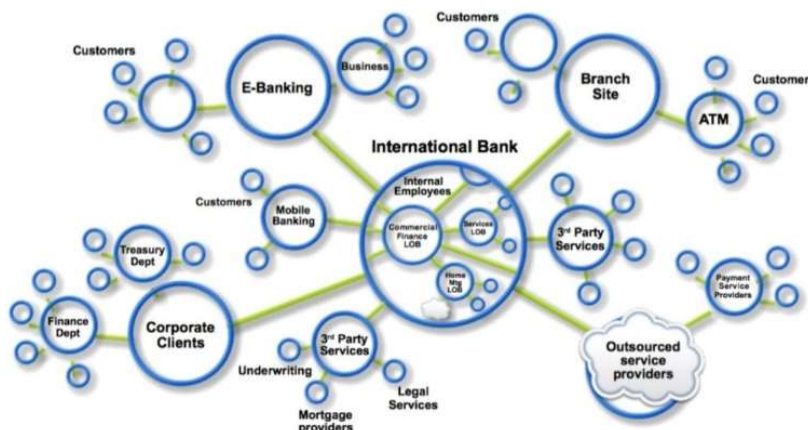 Customers
E-Banking
Business
Customers
Branch
Site
Customer
ATM
International Bank
Internal
Employees
Customers
Mobile
Banking
Commercial
Finance
LOB
Services
LOB
3rd Party
Services
Home
Mtg
LOB
Treasury
Dept
Finance
Dept
Corporate
Clients
3rd Party
Services
Underwriting
Mortgage
providers
Legal
Services
Payment
Service
Providers
Outsourced
service
providers